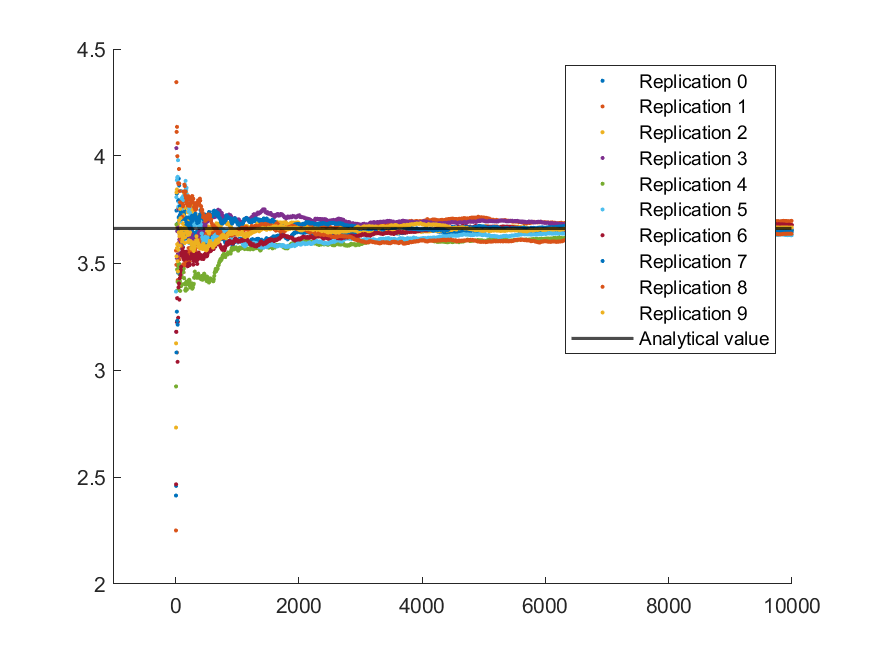 4.5
4
3.5
3
2.5
2
0
2000
4000
6000
8000
10000
Replication 0
Replication 1
Replication 2
Replication 3
Replication 4
Replication 5
Replication 6
Replication 7
Replication 8
Replication 9
Analytical value